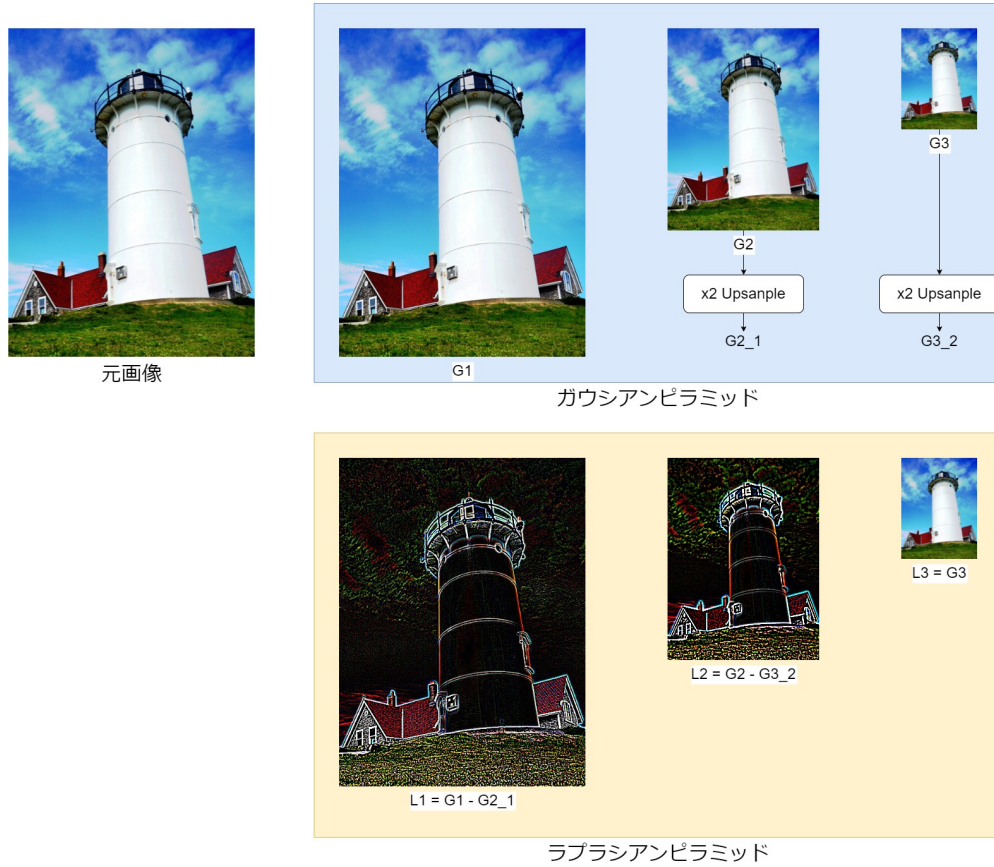 元画像
G1
G2
G3
x2 Upsanple
x2 Upsanple
G2_1
G3_2
ガウシアンピラミッド
L1 = G1 - G2_1
L2 = G2 - G3_2
L3 = G3
ラプラシアンピラミッド